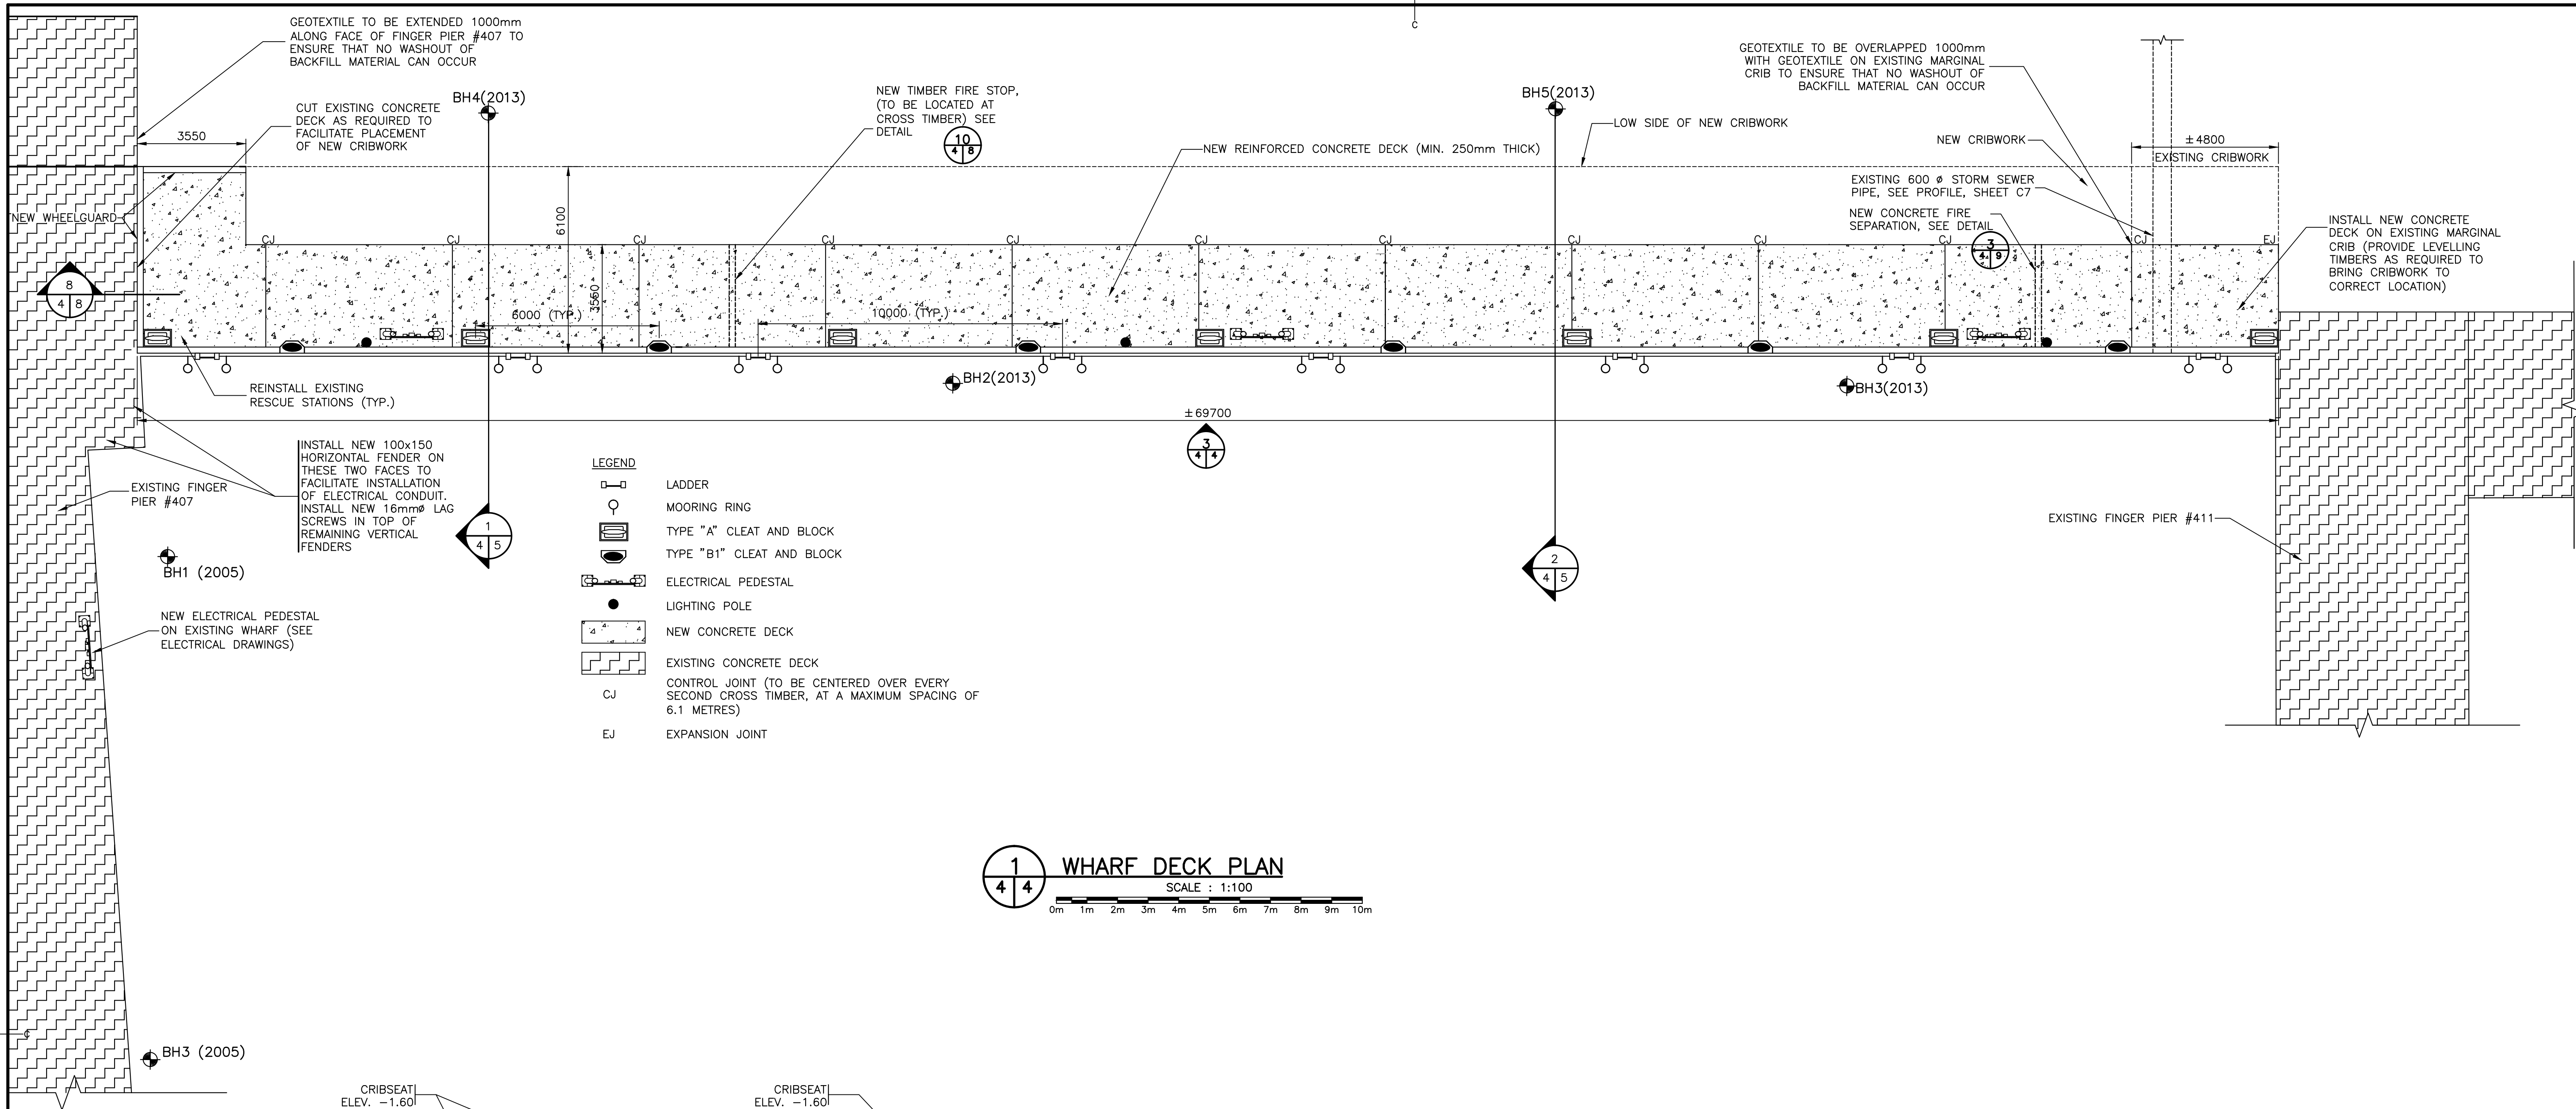 C
GEOTEXTILE TO BE EXTENDED 1000mm
ALONG FACE OF FINGER PIER #407 TO
ENSURE THAT NO WASHOUT OF
BACKFILL MATERIAL CAN OCCUR
GEOTEXTILE TO BE OVERLAPPED 1000mm
WITH GEOTEXTILE ON EXISTING MARGINAL
CRIB TO ENSURE THAT NO WASHOUT OF
BACKFILL MATERIAL CAN OCCUR
CUT EXISTING CONCRETE
DECK AS REQUIRED TO
FACILITATE PLACEMENT
OF NEW CRIBWORK
BH4(2013)
NEW TIMBER FIRE STOP,
(TO BE LOCATED AT
CROSS TIMBER) SEE
DETAIL
10
4 8
BH5(2013)
LOW SIDE OF NEW CRIBWORK
NEW REINFORCED CONCRETE DECK (MIN. 250mm THICK)
NEW CRIBWORK
±4800
EXISTING CRIBWORK
3550
EXISTING 600 ø STORM SEWER
PIPE, SEE PROFILE, SHEET C7
NEW CONCRETE FIRE
SEPARATION, SEE DETAIL
3
4 9
INSTALL NEW CONCRETE
DECK ON EXISTING MARGINAL
CRIB (PROVIDE LEVELLING
TIMBERS AS REQUIRED TO
BRING CRIBWORK TO
CORRECT LOCATION)
NEW WHEELGUARD
6100
CJ
CJ
CJ
CJ
CJ
CJ
CJ
CJ
CJ
CJ
CJ
EJ
8
4 8
3550
6000 (TYP.)
10000 (TYP.)
REINSTALL EXISTING
RESCUE STATIONS (TYP.)
BH2(2013)
BH3(2013)
±69700
3
4 4
INSTALL NEW 100x150
HORIZONTAL FENDER ON
THESE TWO FACES TO
FACILITATE INSTALLATION
OF ELECTRICAL CONDUIT.
INSTALL NEW 16mmø LAG
SCREWS IN TOP OF
REMAINING VERTICAL
FENDERS
EXISTING FINGER
PIER #407
1
4 5
2
4 5
EXISTING FINGER PIER #411
BH1 (2005)
NEW ELECTRICAL PEDESTAL
ON EXISTING WHARF (SEE
ELECTRICAL DRAWINGS)
LEGEND
LADDER
MOORING RING
TYPE "A" CLEAT AND BLOCK
TYPE "B1" CLEAT AND BLOCK
ELECTRICAL PEDESTAL
LIGHTING POLE
NEW CONCRETE DECK
EXISTING CONCRETE DECK
CJ CONTROL JOINT (TO BE CENTERED OVER EVERY
SECOND CROSS TIMBER, AT A MAXIMUM SPACING OF
6.1 METRES)
EJ EXPANSION JOINT
1
4 4
WHARF DECK PLAN
SCALE : 1:100
0m 1m 2m 3m 4m 5m 6m 7m 8m 9m 10m
BH3 (2005)
CRIBSEAT
ELEV. −1.60
CRIBSEAT
ELEV. −1.60